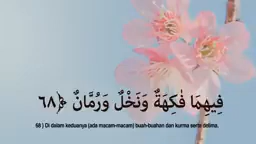 فِيهِمَا فَٰكِهَةٌ وَنَخْلٌ وَرُمَّانٌ ﴿٦٨
68 ) Di dalam keduanya (ada macam-macam) buah-buahan dan kurma serta delima.